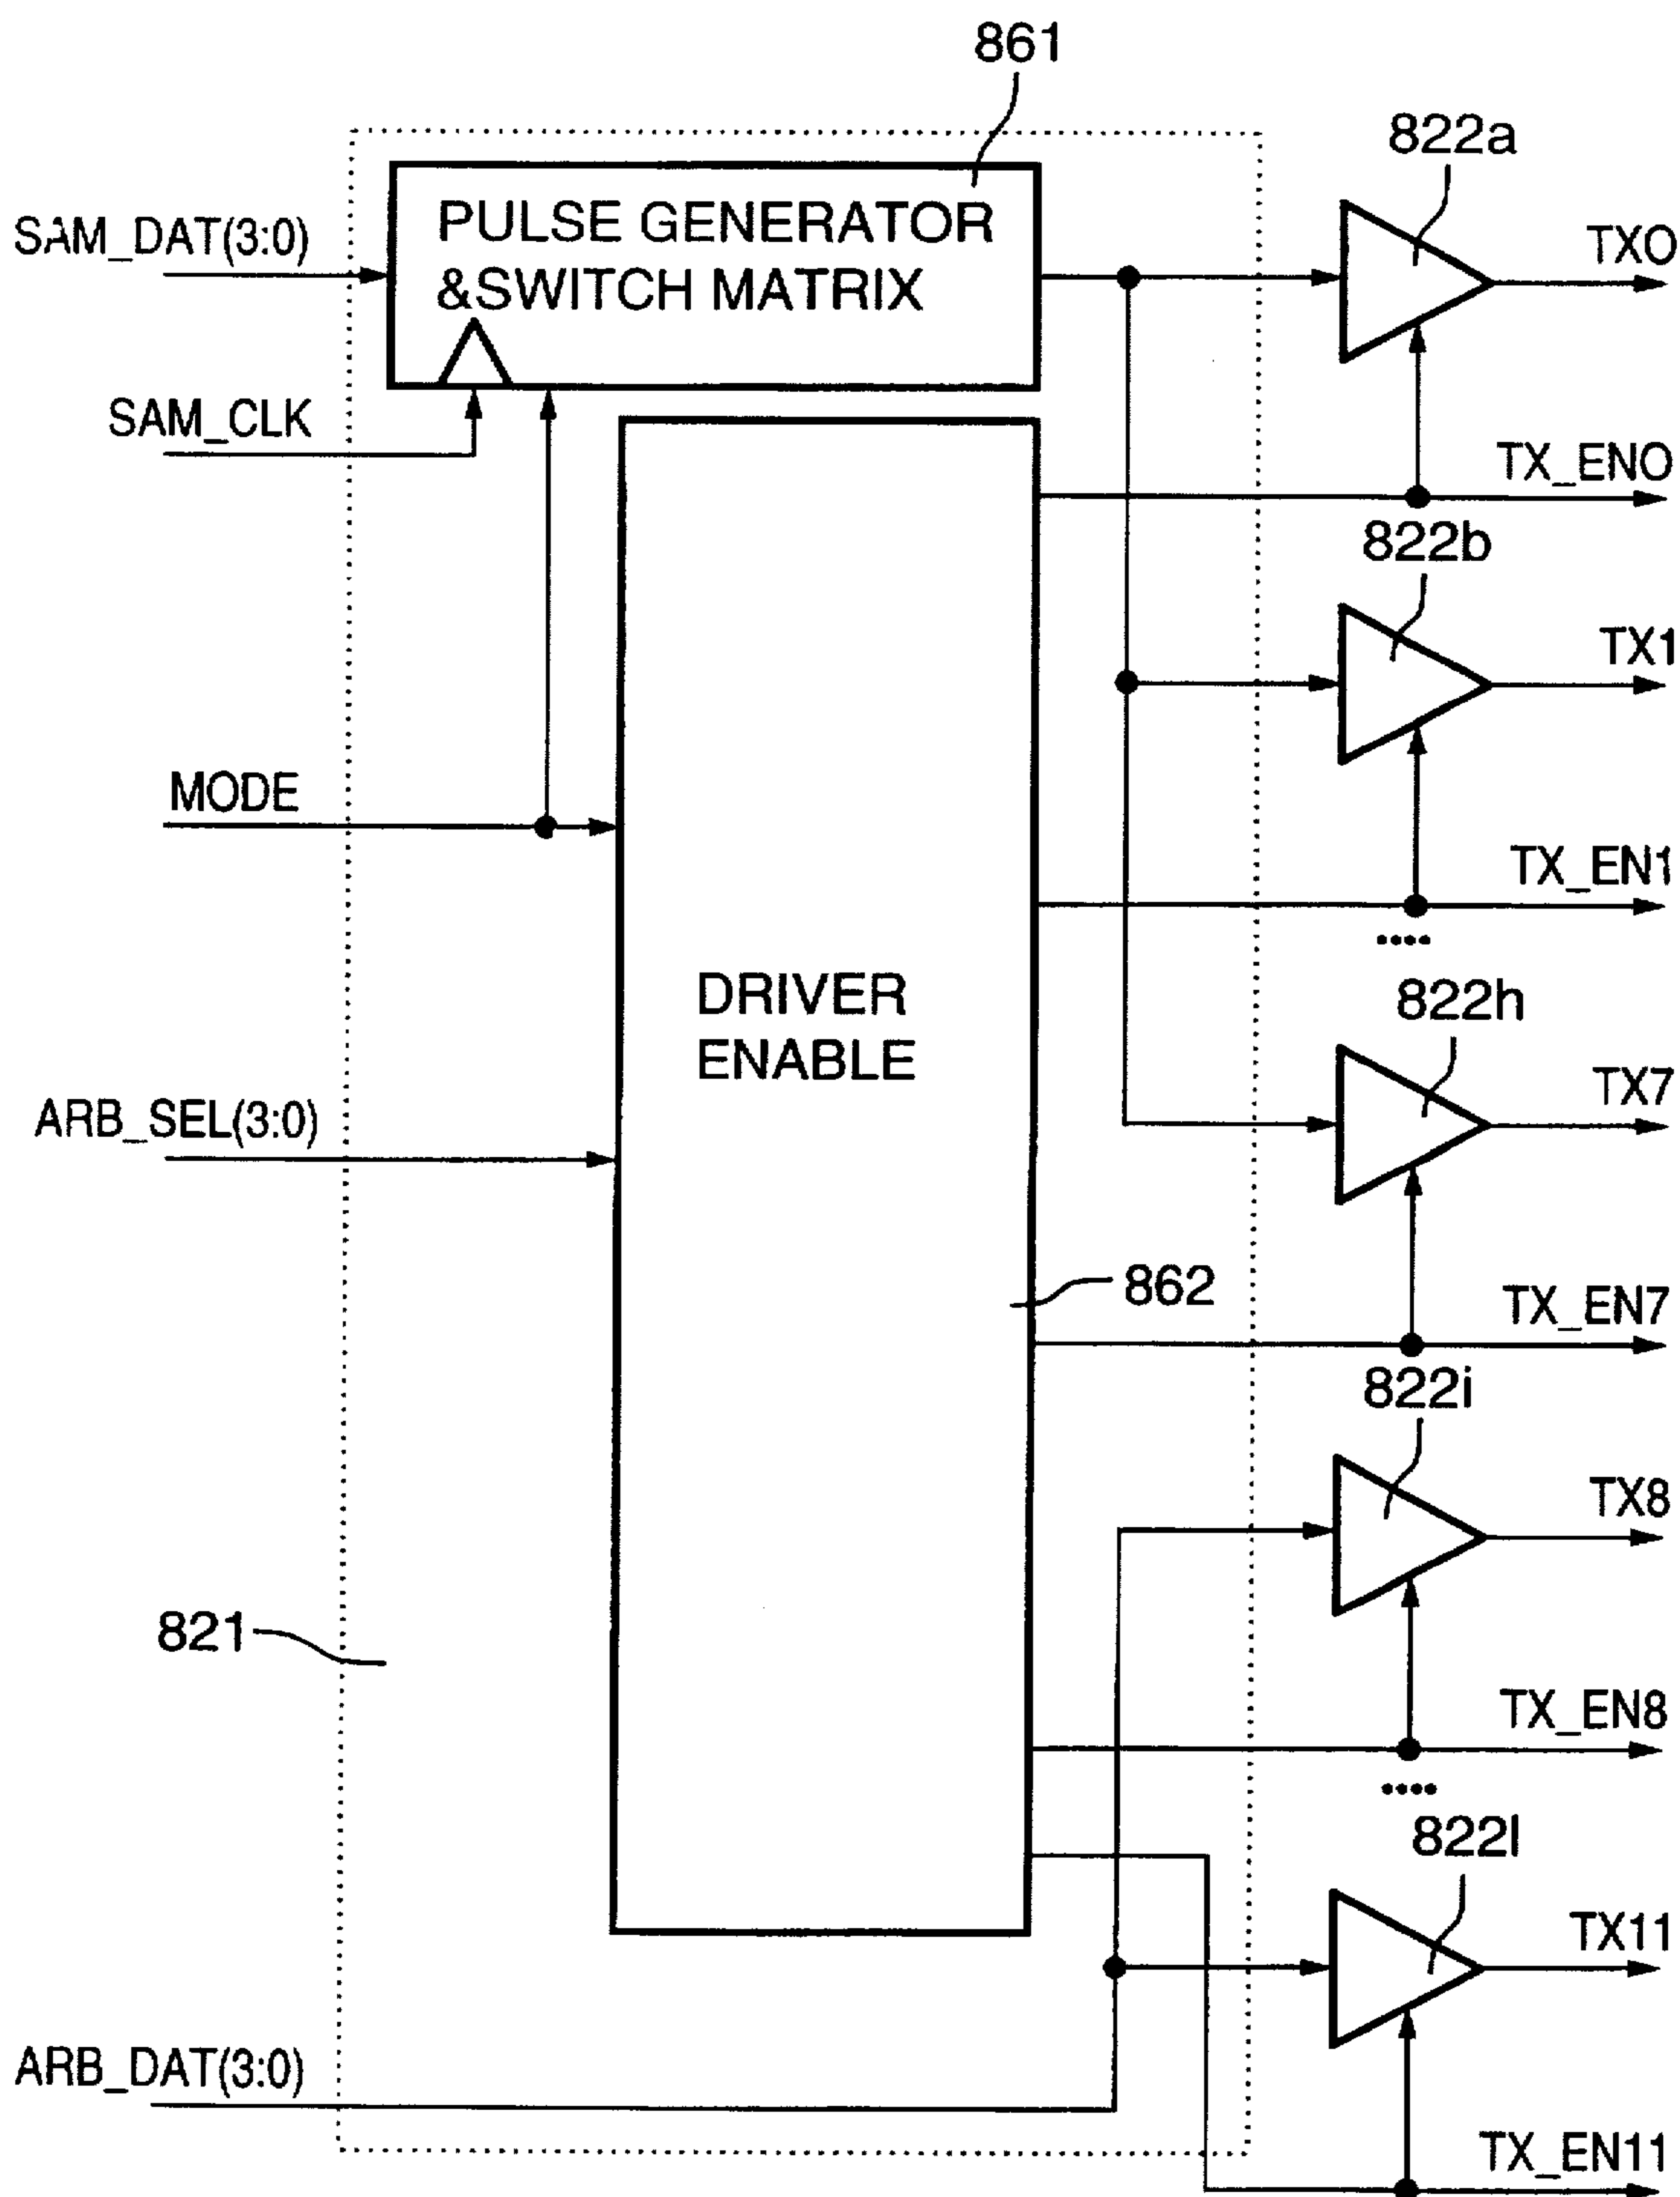 861
822a
PULSE GENERATOR
&SWITCH MATRIX
SAM_DAT(3:0)
TX0
SAM_CLK
TX_EN0
822b
TX1
MODE
TX_EN1
....
DRIVER
ENABLE
822h
TX7
ARB_SEL(3:0)
862
TX_EN7
822i
TX8
821
TX_EN8
....
822l
TX11
ARB_DAT(3:0)
TX_EN11